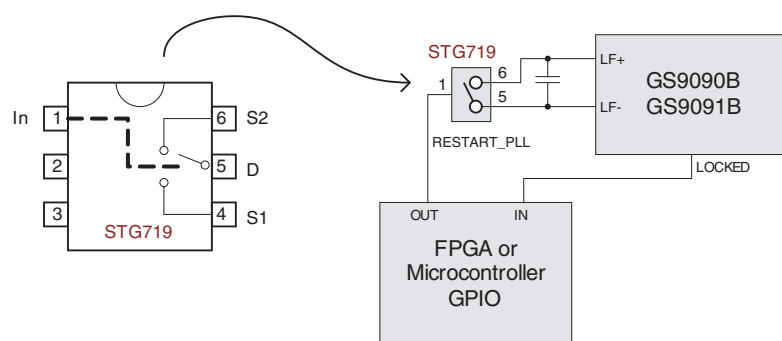 In
1
2
3
6
5
4
S2
D
S1
STG719
STG719
1
6
5
RESTART_PLL
LF+
LF-
GS9090B
GS9091B
LOCKED
OUT
IN
FPGA or
Microcontroller
GPIO